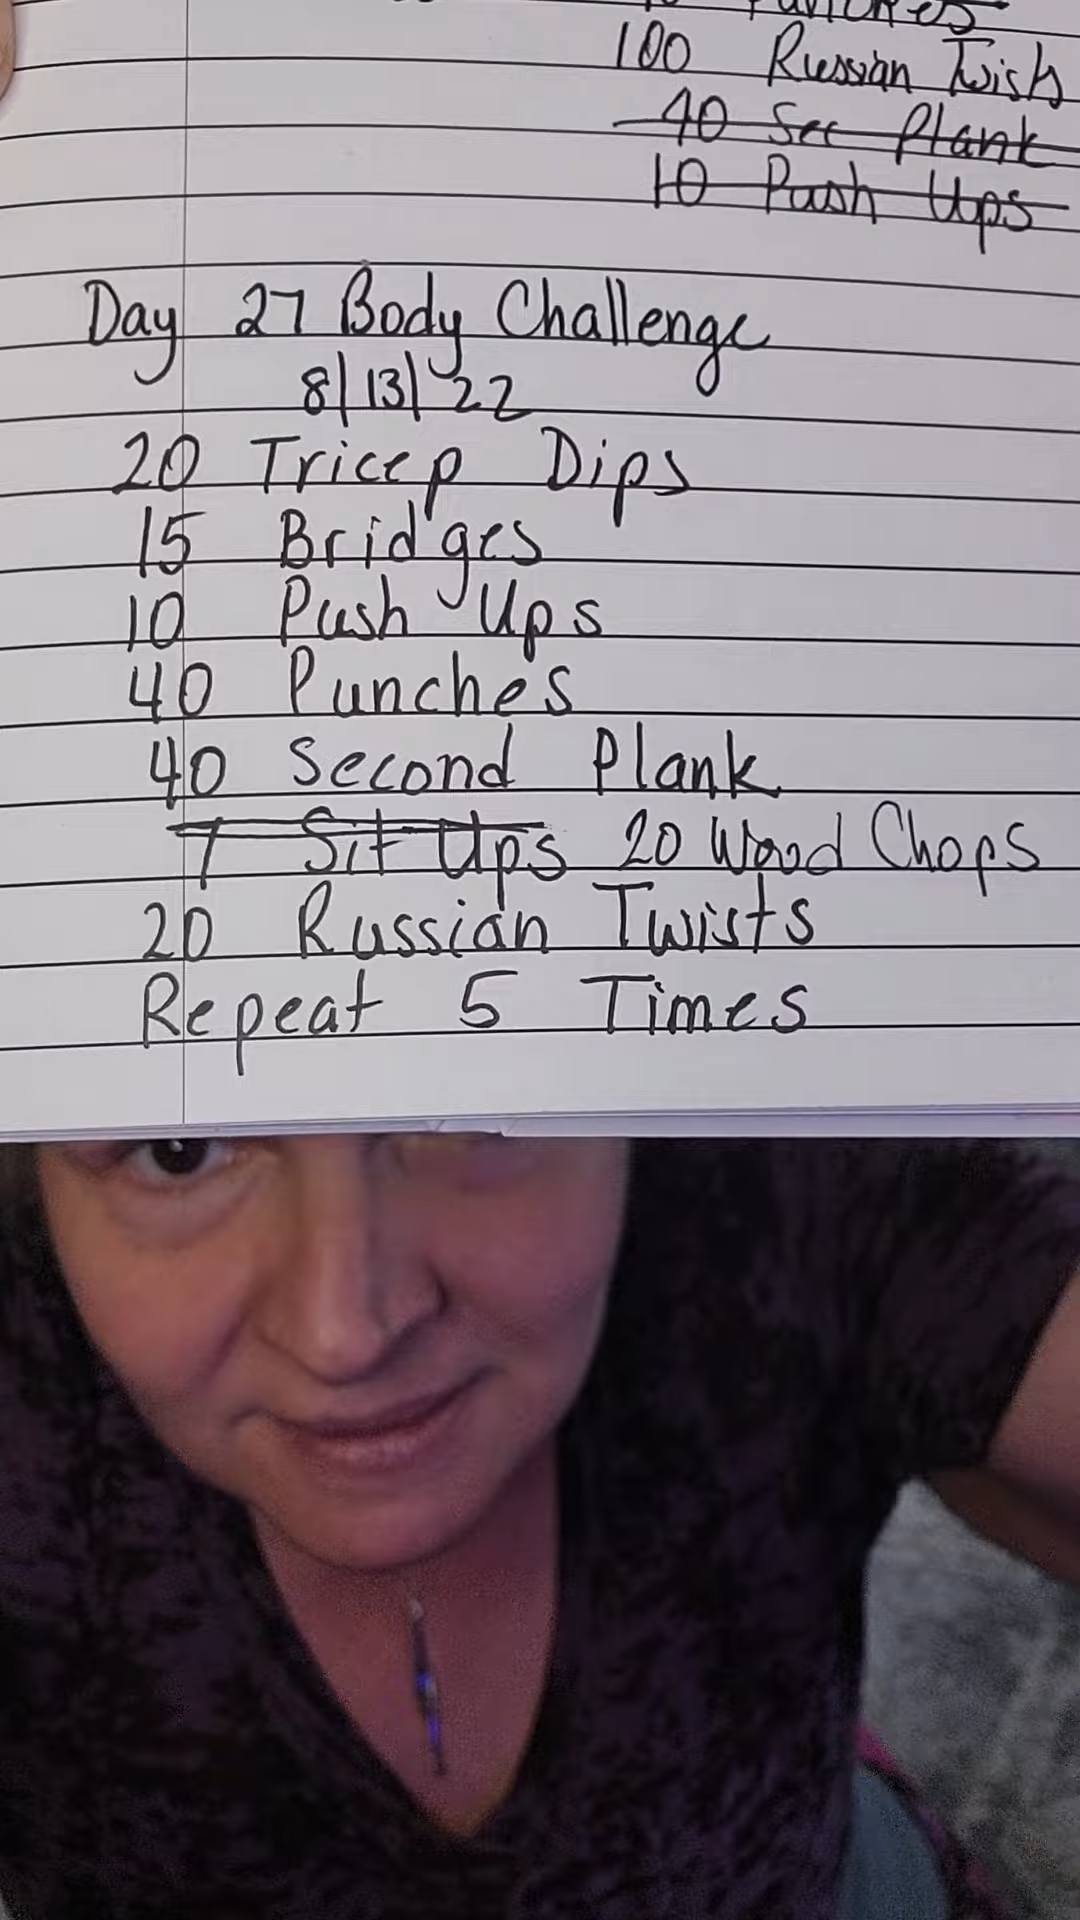 Punches
100 Russian Twists
40 Sec Plank
10 Push Ups
Day 27 Body Challenge
8/13/22
20 Tricep Dips
15 Bridges
10 Push Ups
40 Punches
40 Second Plank
7 Sit Ups 20 Wood Chops
20 Russian Twists
Repeat 5 Times